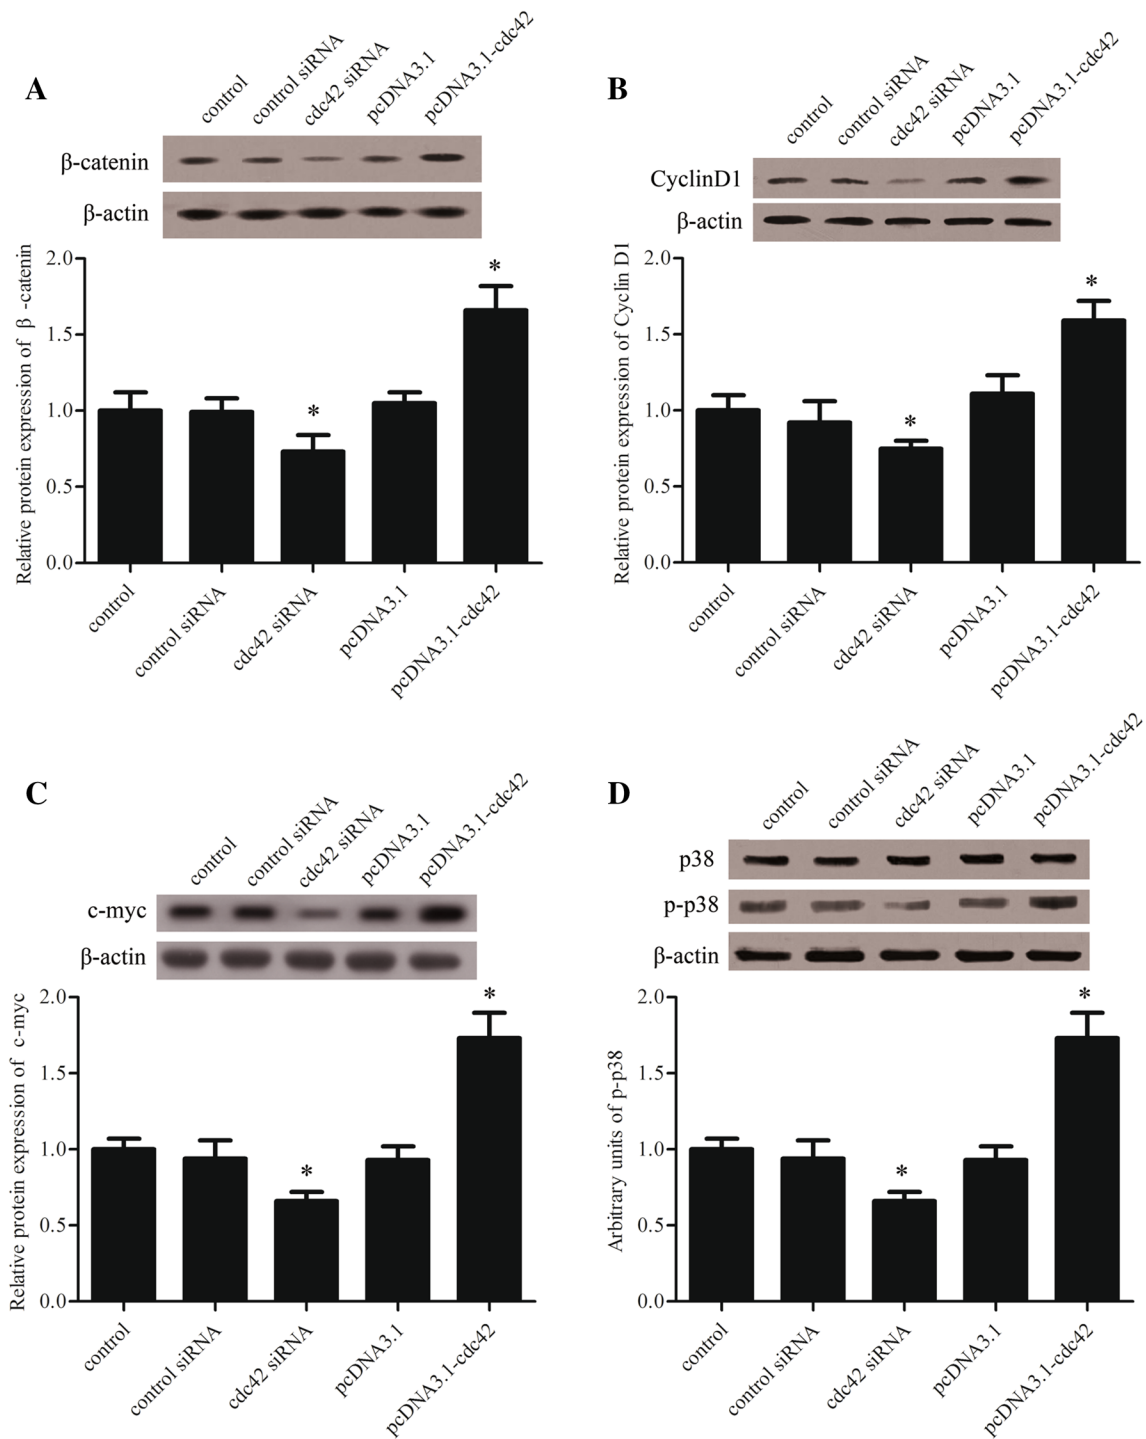 A
control
control siRNA
cdc42 siRNA
pcDNA3.1
pcDNA3.1-cdc42
β-catenin
β-actin
Relative protein expression of β -catenin
2.0
1.5
1.0
0.5
0.0
*
*
control
control siRNA
cdc42 siRNA
pcDNA3.1
pcDNA3.1-cdc42
B
control
control siRNA
cdc42 siRNA
pcDNA3.1
pcDNA3.1-cdc42
CyclinD1
β-actin
Relative protein expression of Cyclin D1
2.0
1.5
1.0
0.5
0.0
*
*
control
control siRNA
cdc42 siRNA
pcDNA3.1
pcDNA3.1-cdc42
C
control
control siRNA
cdc42 siRNA
pcDNA3.1
pcDNA3.1-cdc42
c-myc
β-actin
Relative protein expression of c-myc
2.0
1.5
1.0
0.5
0.0
*
*
control
control siRNA
cdc42 siRNA
pcDNA3.1
pcDNA3.1-cdc42
D
control
control siRNA
cdc42 siRNA
pcDNA3.1
pcDNA3.1-cdc42
p38
p-p38
β-actin
Arbitrary units of p-p38
2.0
1.5
1.0
0.5
0.0
*
*
control
control siRNA
cdc42 siRNA
pcDNA3.1
pcDNA3.1-cdc42